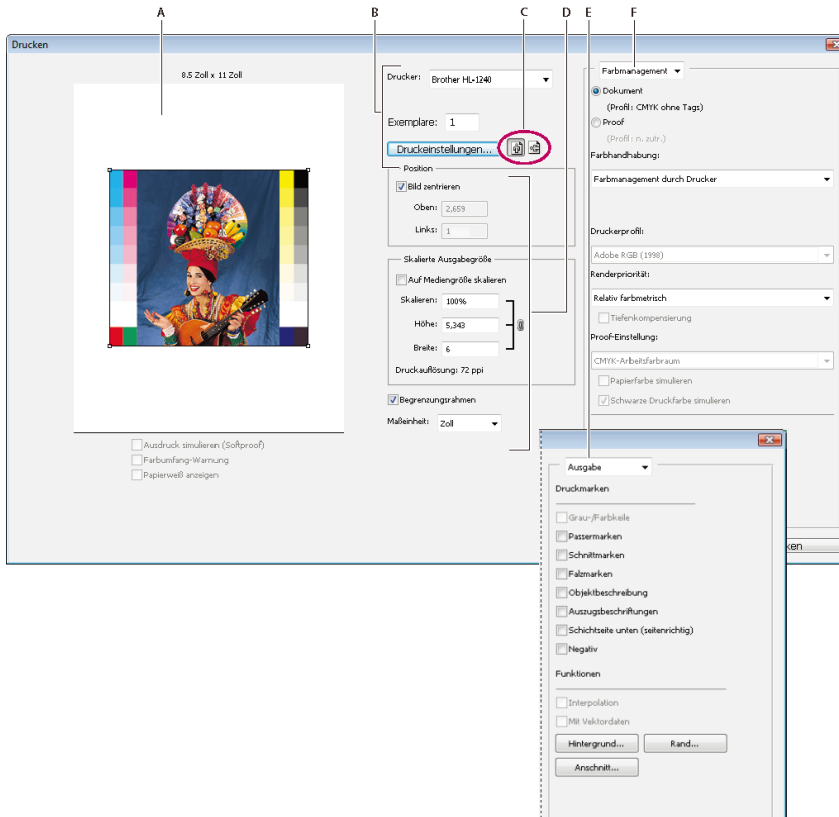 A B C D E F
Drucken
8.5 Zoll x 11 Zoll
Ausdruck simulieren (Softproof)
Farbumfang-Warnung
Papierweiß anzeigen
Drucker: Brother HL-1240
Exemplare: 1
Druckeinstellungen...
Position
Bild zentrieren
Oben: 2,659
Links: 1
Skalierte Ausgabegröße
Auf Mediengröße skalieren
Skalieren: 100%
Höhe: 5,343
Breite: 6
Druckauflösung: 72 ppi
Begrenzungsrahmen
Maßeinheit: Zoll
Farbmanagement
Dokument
(Profil: CMYK ohne Tags)
Proof
(Profil: n. zutr.)
Farbhandhabung:
Farbmanagement durch Drucker
Druckerprofil:
Adobe RGB (1998)
Renderpriorität:
Relativ farbmetrisch
Tiefenkompensierung
Proof-Einstellung:
CMYK-Arbeitsfarbraum
Papierfarbe simulieren
Schwarze Druckfarbe simulieren
ken
Ausgabe
Druckmarken
Grau-/Farbkeile
Passermarken
Schnittmarken
Falzmarken
Objektbeschreibung
Auszugsbeschriftungen
Schichtseite unten (seitenrichtig)
Negativ
Funktionen
Interpolation
Mit Vektordaten
Hintergrund... Rand...
Anschnitt...